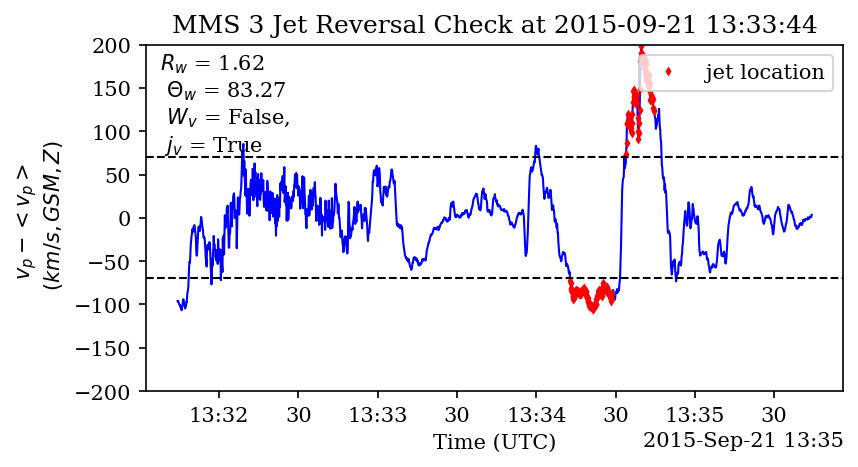 MMS 3 Jet Reversal Check at 2015-09-21 13:33:44
R_w = 1.62
Θ_w = 83.27
W_v = False,
j_v = True
jet location
200
150
100
50
0
−50
−100
−150
−200
v_p − < v_p >
(km/s, GSM, Z)
13:32 30 13:33 30 13:34 30 13:35 30
Time (UTC)
2015-Sep-21 13:35